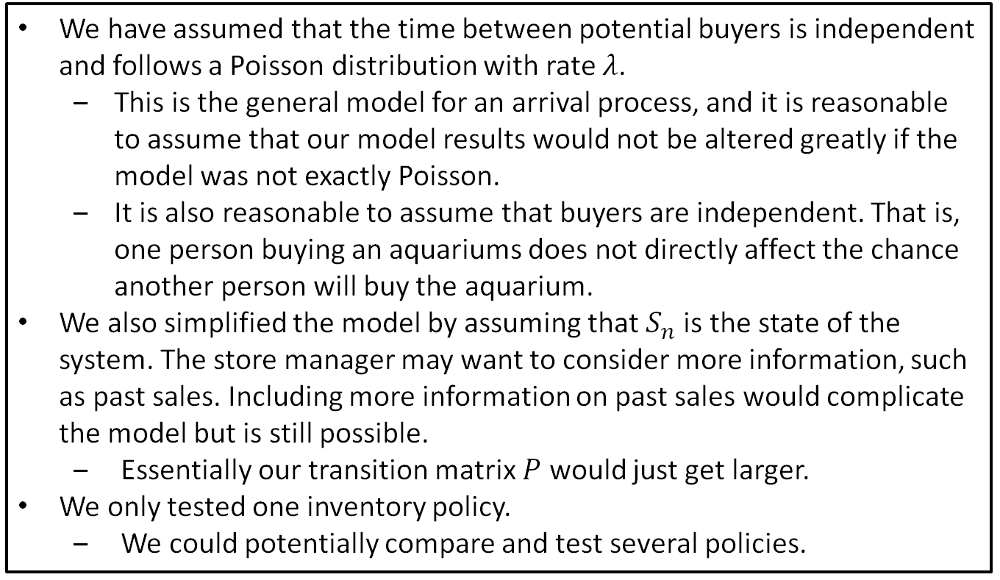 • We have assumed that the time between potential buyers is independent
and follows a Poisson distribution with rate λ.
– This is the general model for an arrival process, and it is reasonable
to assume that our model results would not be altered greatly if the
model was not exactly Poisson.
– It is also reasonable to assume that buyers are independent. That is,
one person buying an aquariums does not directly affect the chance
another person will buy the aquarium.
• We also simplified the model by assuming that Sₙ is the state of the
system. The store manager may want to consider more information, such
as past sales. Including more information on past sales would complicate
the model but is still possible.
– Essentially our transition matrix P would just get larger.
• We only tested one inventory policy.
– We could potentially compare and test several policies.